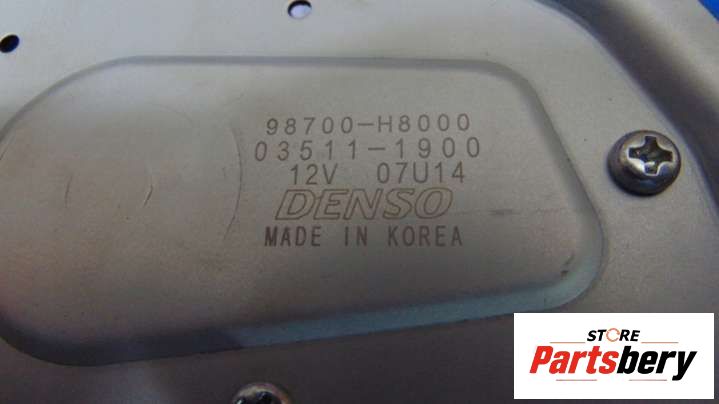 98700-H8000
03511-1900
12V 07U14
DENSO
MADE IN KOREA
STORE
Partsbery